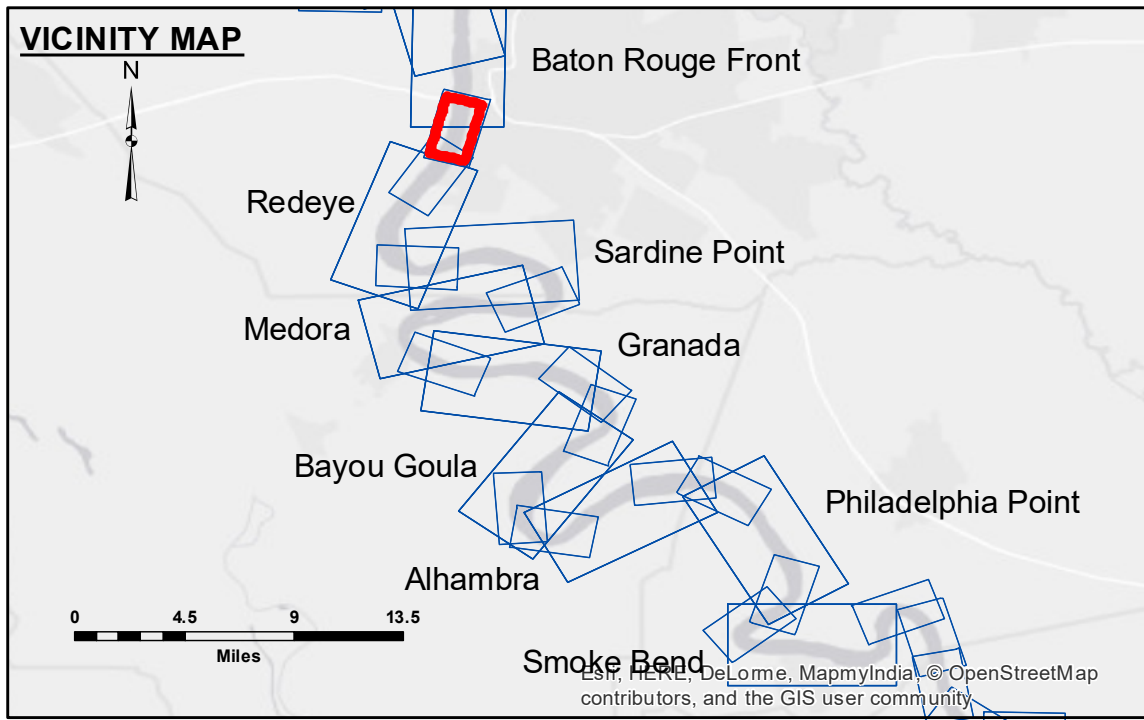 VICINITY MAP
N
Baton Rouge Front
Redeye
Sardine Point
Medora
Granada
Bayou Goula
Philadelphia Point
Alhambra
0 4.5 9 13.5
Miles
Smoke Bend
Esri, HERE, DeLorme, MapmyIndia, © OpenStreetMap
contributors, and the GIS user community